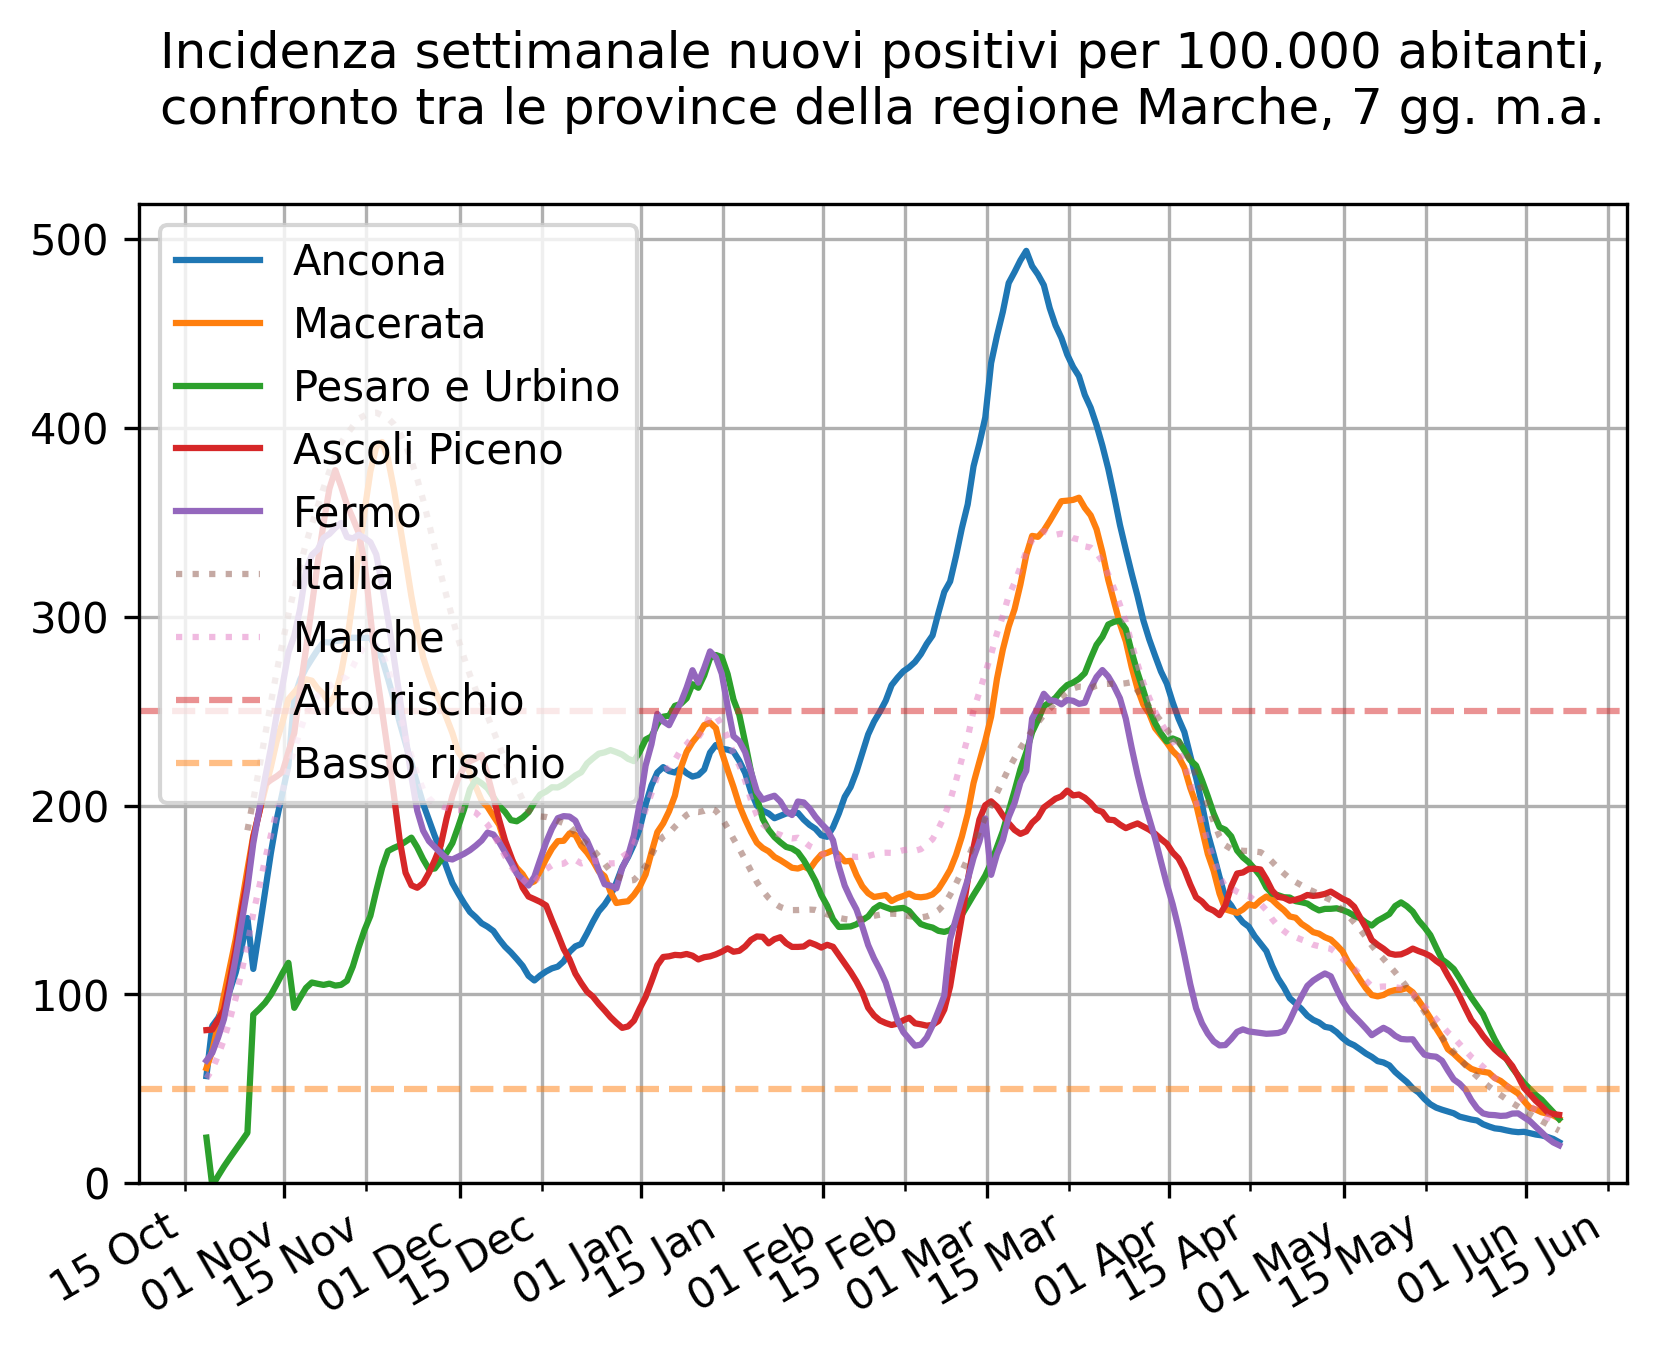 Incidenza settimanale nuovi positivi per 100.000 abitanti,
confronto tra le province della regione Marche, 7 gg. m.a.
500
400
300
200
100
0
Ancona
Macerata
Pesaro e Urbino
Ascoli Piceno
Fermo
Italia
Marche
Alto rischio
Basso rischio
15 Oct
01 Nov
15 Nov
01 Dec
15 Dec
01 Jan
15 Jan
01 Feb
15 Feb
01 Mar
15 Mar
01 Apr
15 Apr
01 May
15 May
01 Jun
15 Jun